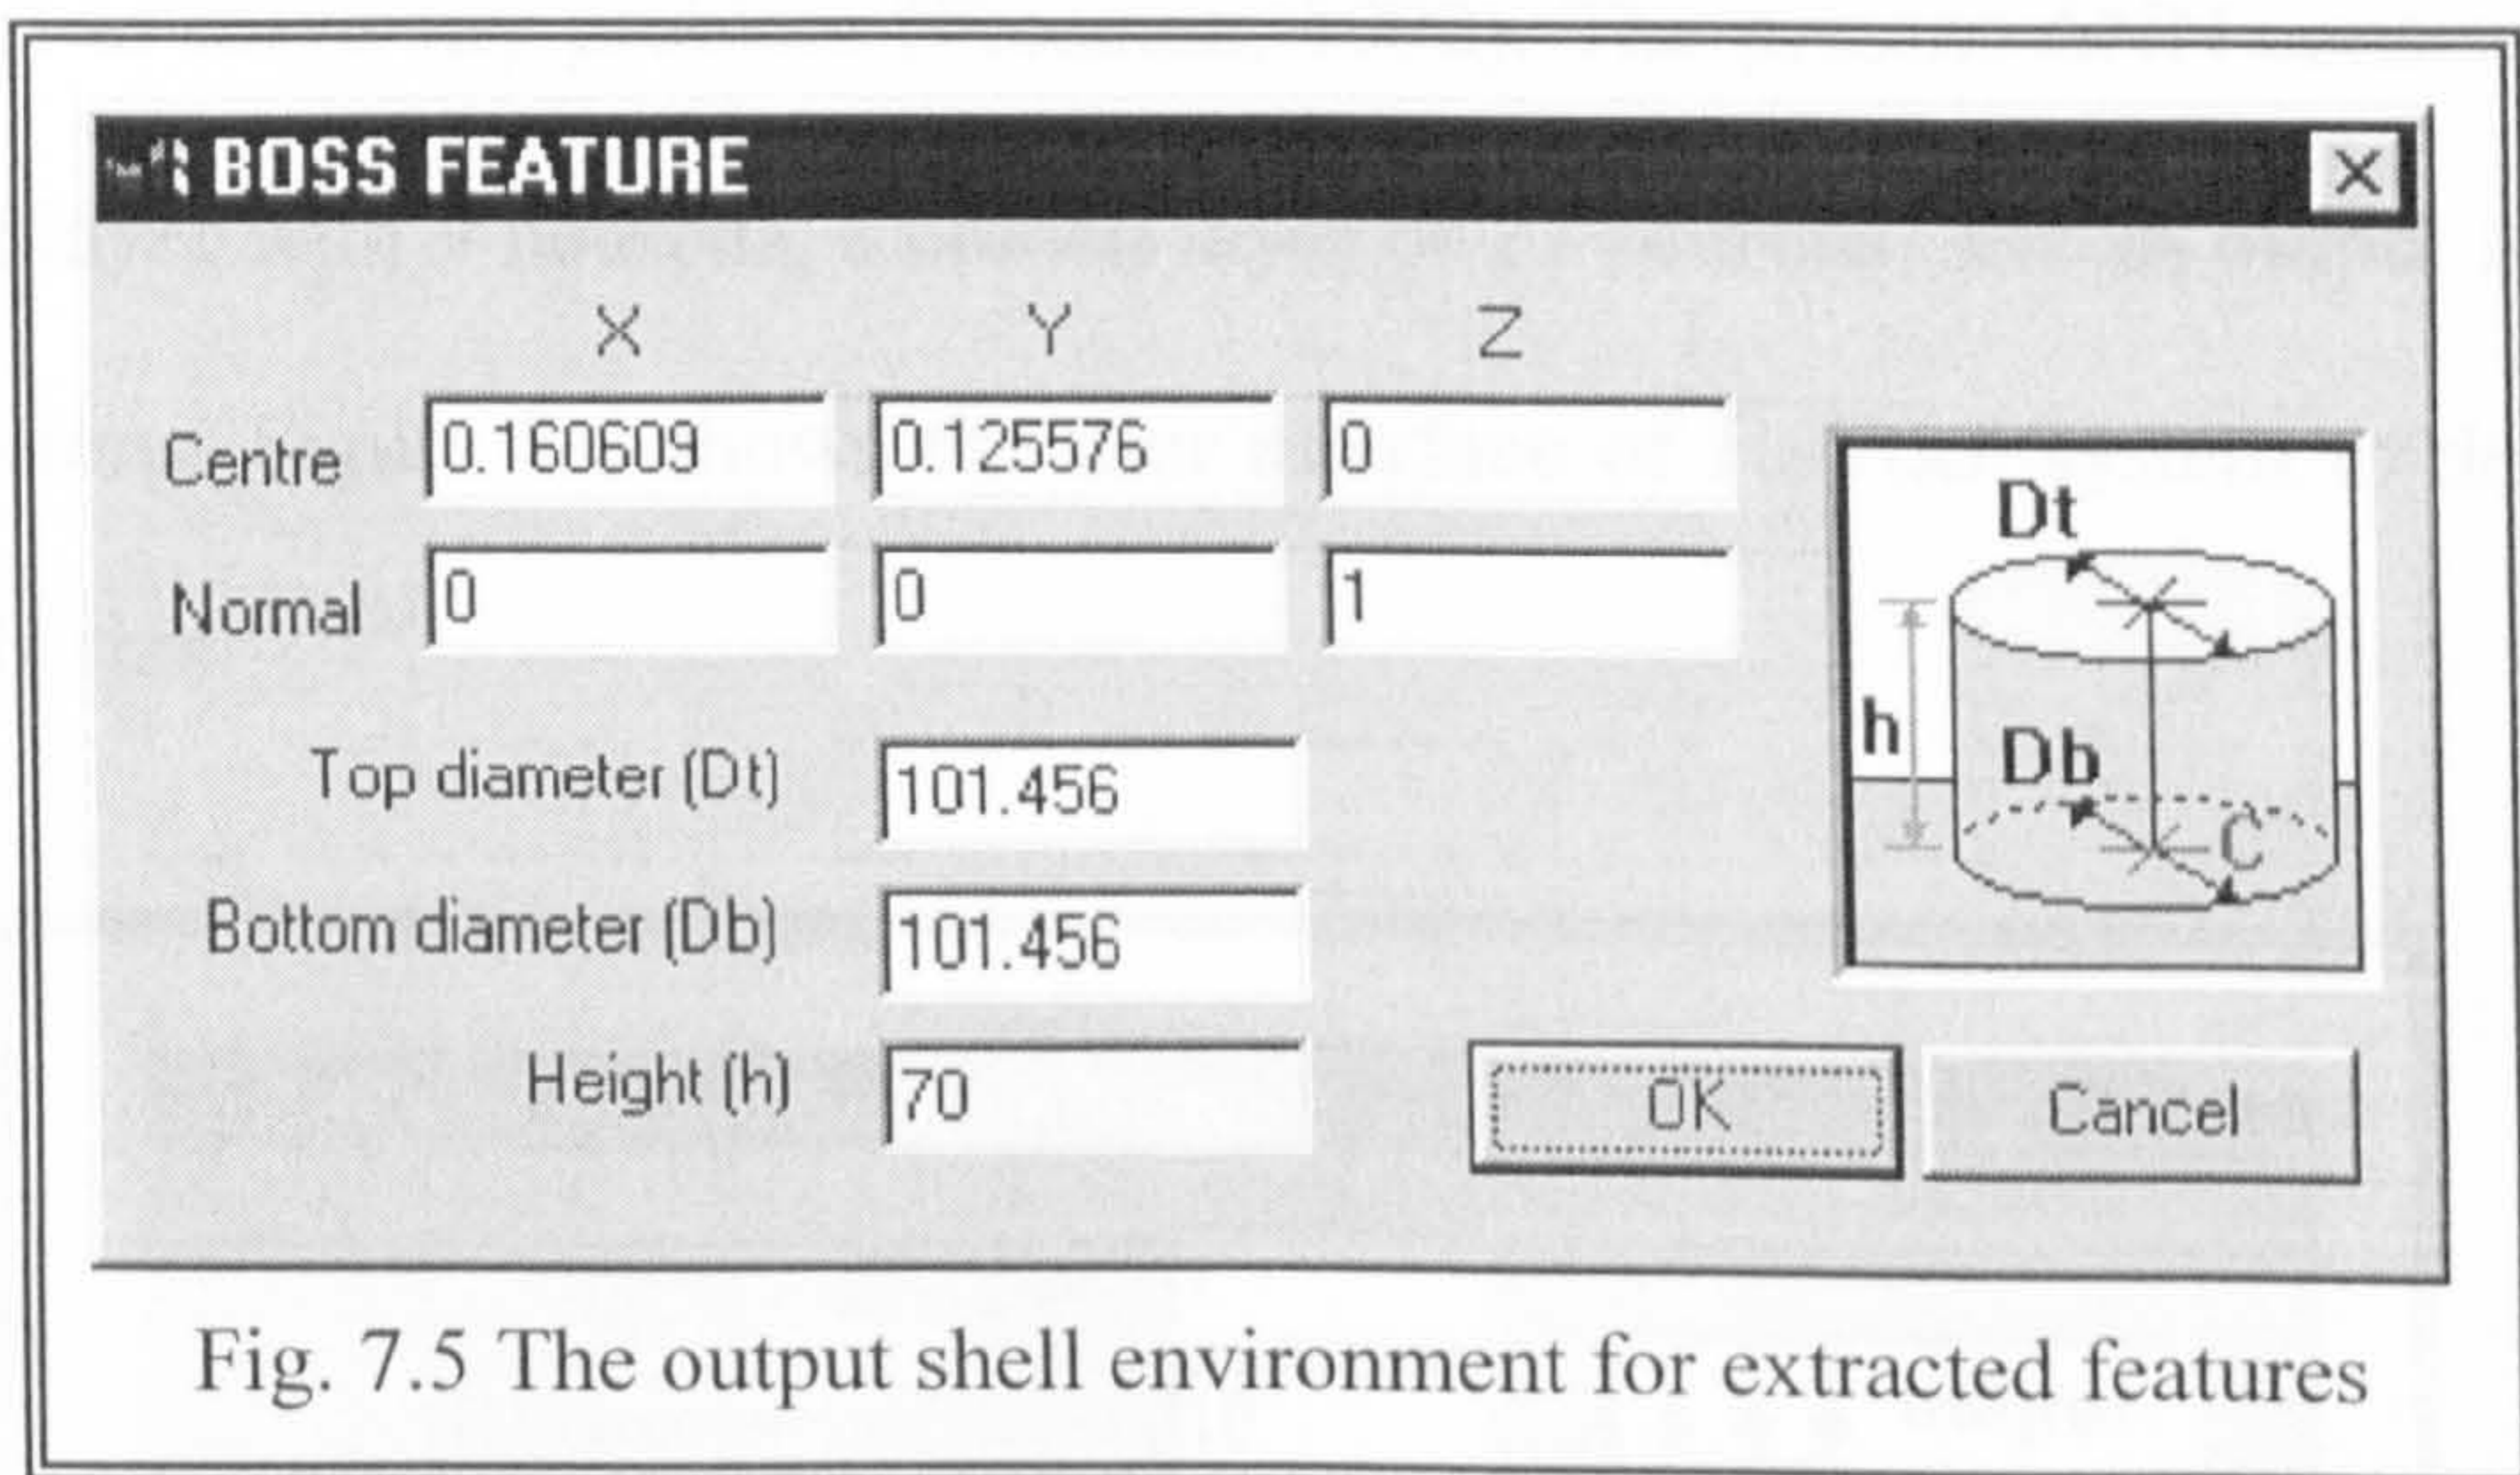 BOSS FEATURE
X Y Z
Centre 0.160609 0.125576 0
Normal 0 0 1
Top diameter (Dt) 101.456
Bottom diameter (Db) 101.456
Height (h) 70
Dt
h
Db
C
OK Cancel
Fig. 7.5 The output shell environment for extracted features